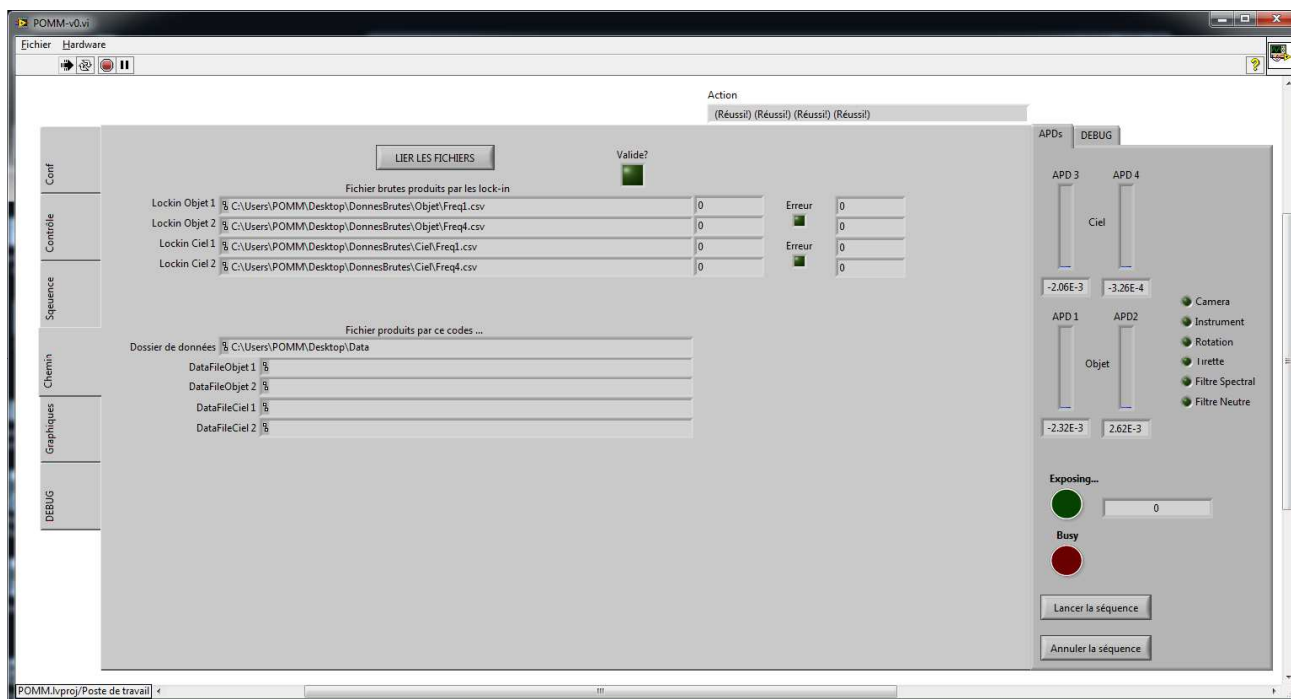 POMM-v0.vi
Fichier Hardware
Action
(Réussi!) (Réussi!) (Réussi!) (Réussi!)
Conf
Contrôle
Sqeuence
Chemin
Graphiques
DEBUG
LIER LES FICHIERS
Valide?
Fichier brutes produits par les lock-in
Lockin Objet 1 C:\Users\POMM\Desktop\DonnesBrutes\Objet\Freq1.csv 0 Erreur 0
Lockin Objet 2 C:\Users\POMM\Desktop\DonnesBrutes\Objet\Freq4.csv 0 0
Lockin Ciel 1 C:\Users\POMM\Desktop\DonnesBrutes\Ciel\Freq1.csv 0 Erreur 0
Lockin Ciel 2 C:\Users\POMM\Desktop\DonnesBrutes\Ciel\Freq4.csv 0 0
Fichier produits par ce codes ...
Dossier de données C:\Users\POMM\Desktop\Data
DataFileObjet 1
DataFileObjet 2
DataFileCiel 1
DataFileCiel 2
APDs DEBUG
APD 3 APD 4
Ciel
-2.06E-3 -3.26E-4
APD 1 APD2
Objet
-2.32E-3 2.62E-3
Camera
Instrument
Rotation
Tirette
Filtre Spectral
Filtre Neutre
Exposing...
0
Busy
Lancer la séquence
Annuler la séquence
POMM.lvproj/Poste de travail